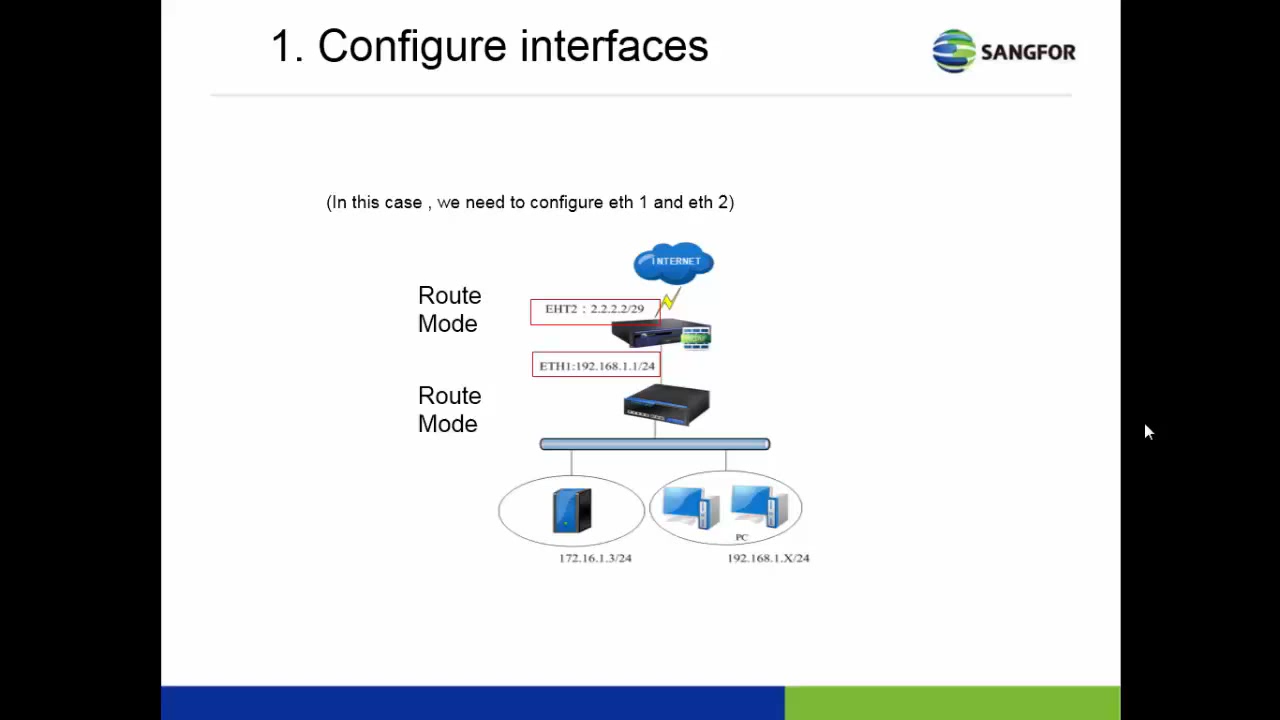 1. Configure interfaces
SANGFOR
(In this case , we need to configure eth 1 and eth 2)
INTERNET
Route
Mode
EHT2 : 2.2.2.2/29
ETH1:192.168.1.1/24
Route
Mode
PC
172.16.1.3/24
192.168.1.X/24